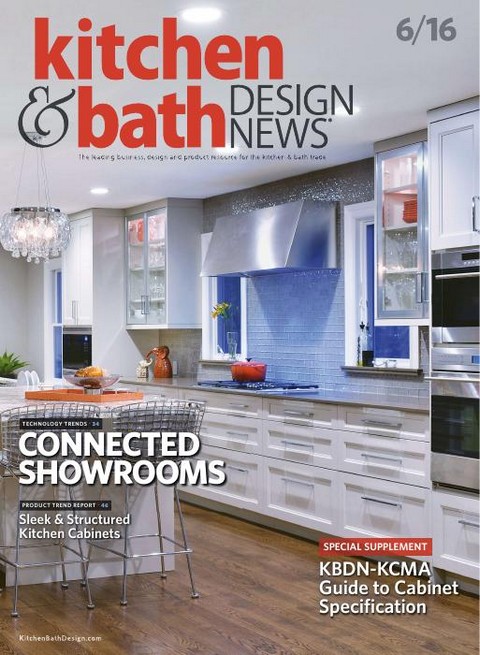 6/16
kitchen
& bath DESIGN
NEWS®
The leading business, design and product resource for the kitchen & bath trade
TECHNOLOGY TRENDS 34
CONNECTED
SHOWROOMS
PRODUCT TREND REPORT 44
Sleek & Structured
Kitchen Cabinets
SPECIAL SUPPLEMENT
KBDN-KCMA
Guide to Cabinet
Specification
KitchenBathDesign.com